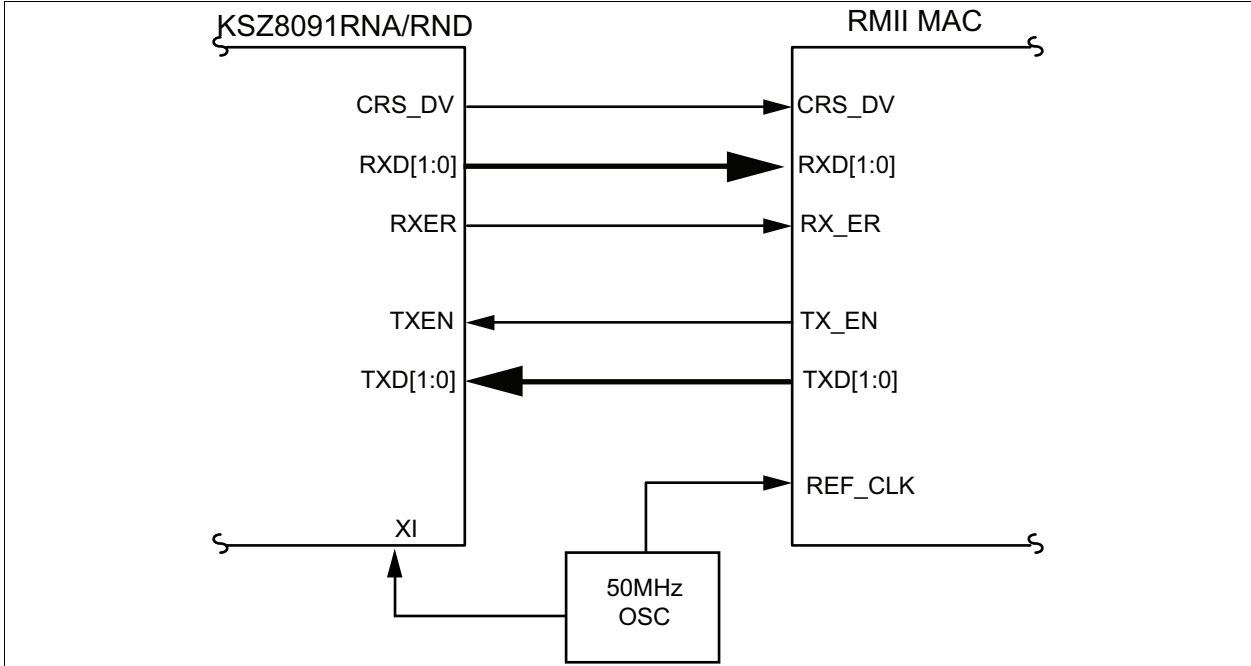 KSZ8091RNA/RND
RMII MAC
CRS_DV
CRS_DV
RXD[1:0]
RXD[1:0]
RXER
RX_ER
TXEN
TX_EN
TXD[1:0]
TXD[1:0]
REF_CLK
XI
50MHz
OSC